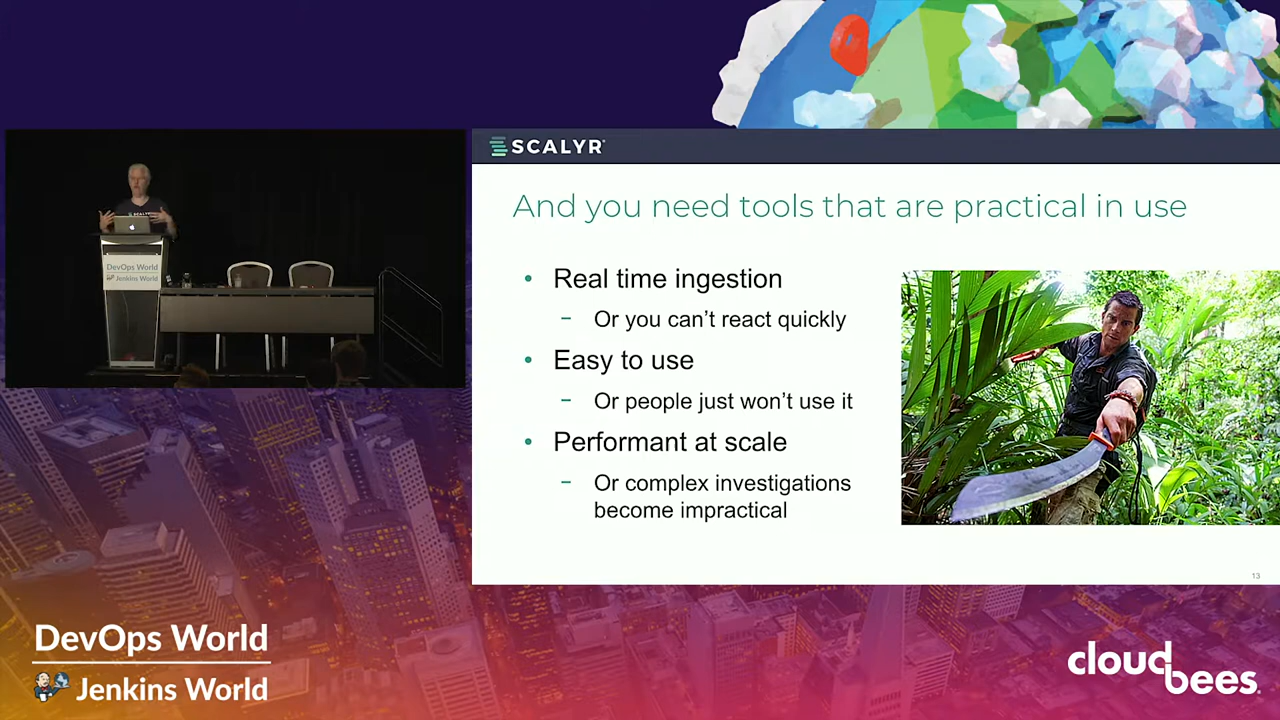 SCALYR
And you need tools that are practical in use
• Real time ingestion
– Or you can't react quickly
• Easy to use
– Or people just won't use it
• Performant at scale
– Or complex investigations
become impractical
13
SCALYR
DevOps World
Jenkins World
DevOps World
Jenkins World
cloudbees